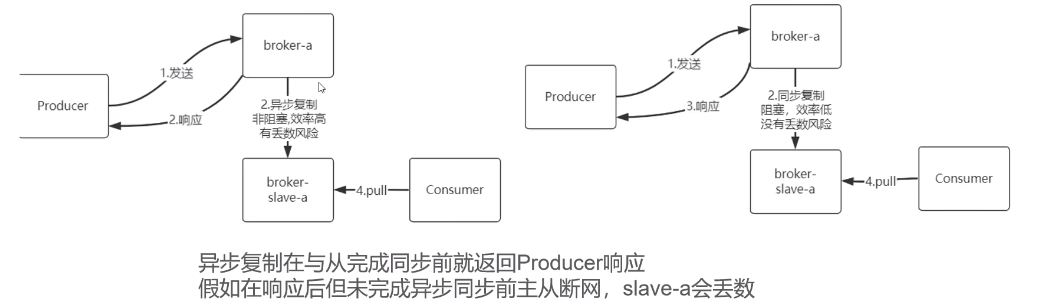 broker-a
1.发送
Producer
2.响应
2.异步复制
非阻塞,效率高
有丢数风险
broker-
slave-a
4.pull
Consumer
broker-a
1.发送
Producer
3.响应
2.同步复制
阻塞，效率低
没有丢数风险
broker-
slave-a
4.pull
Consumer
异步复制在与从完成同步前就返回Producer响应
假如在响应后但未完成异步同步前主从断网，slave-a会丢数